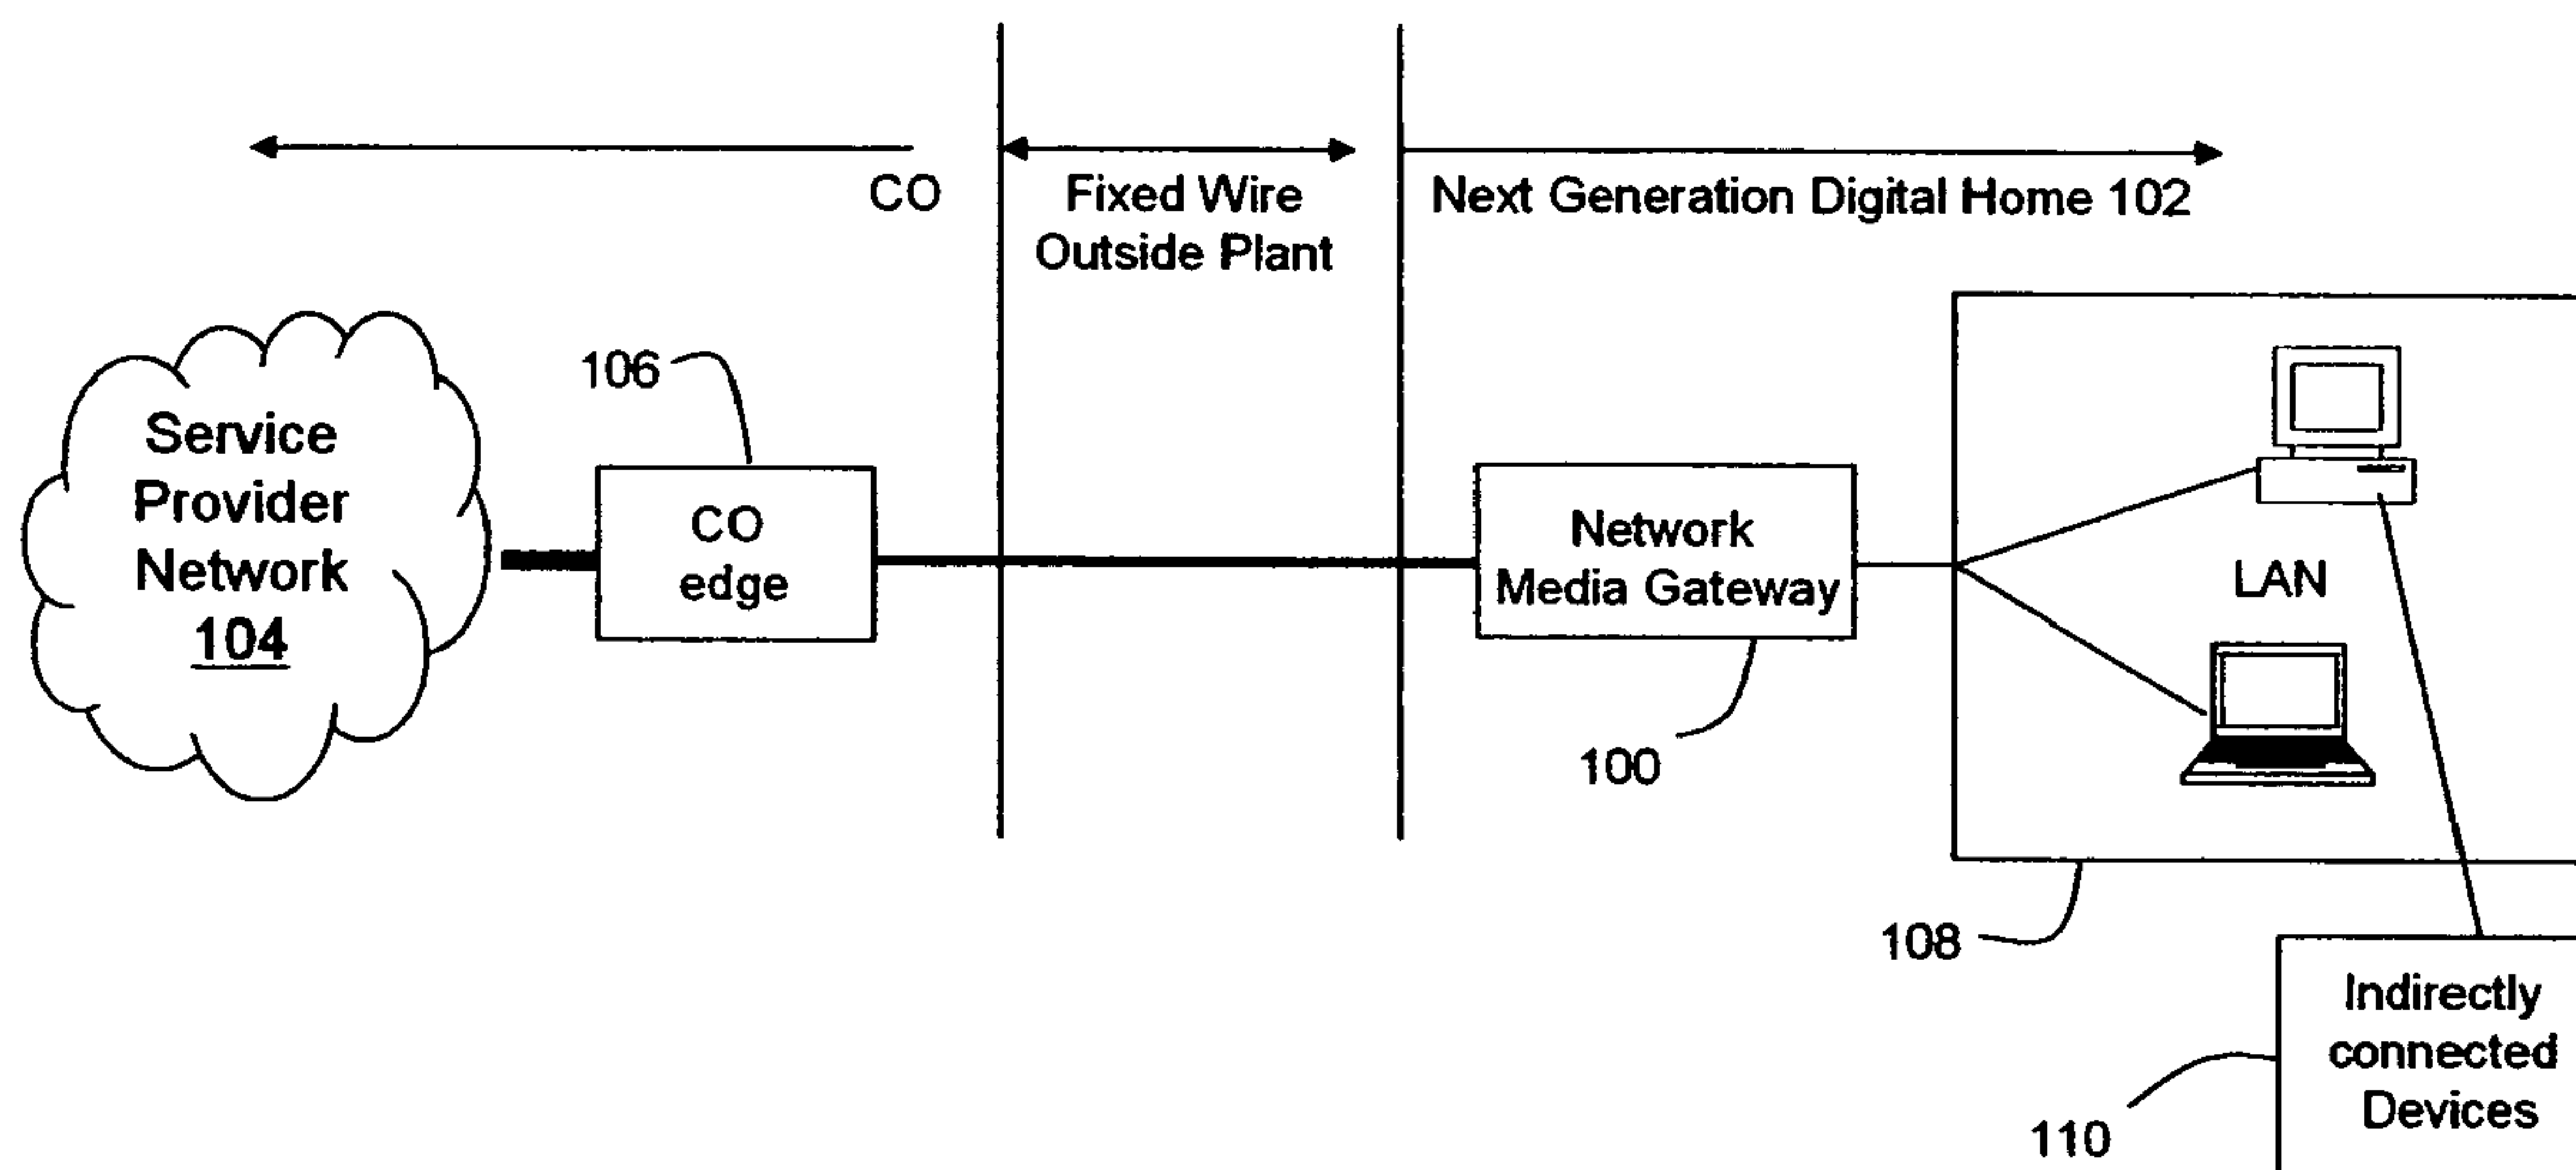 CO
Fixed Wire
Outside Plant
Next Generation Digital Home 102
Service
Provider
Network
104
106
CO
edge
Network
Media Gateway
100
LAN
108
Indirectly
connected
Devices
110